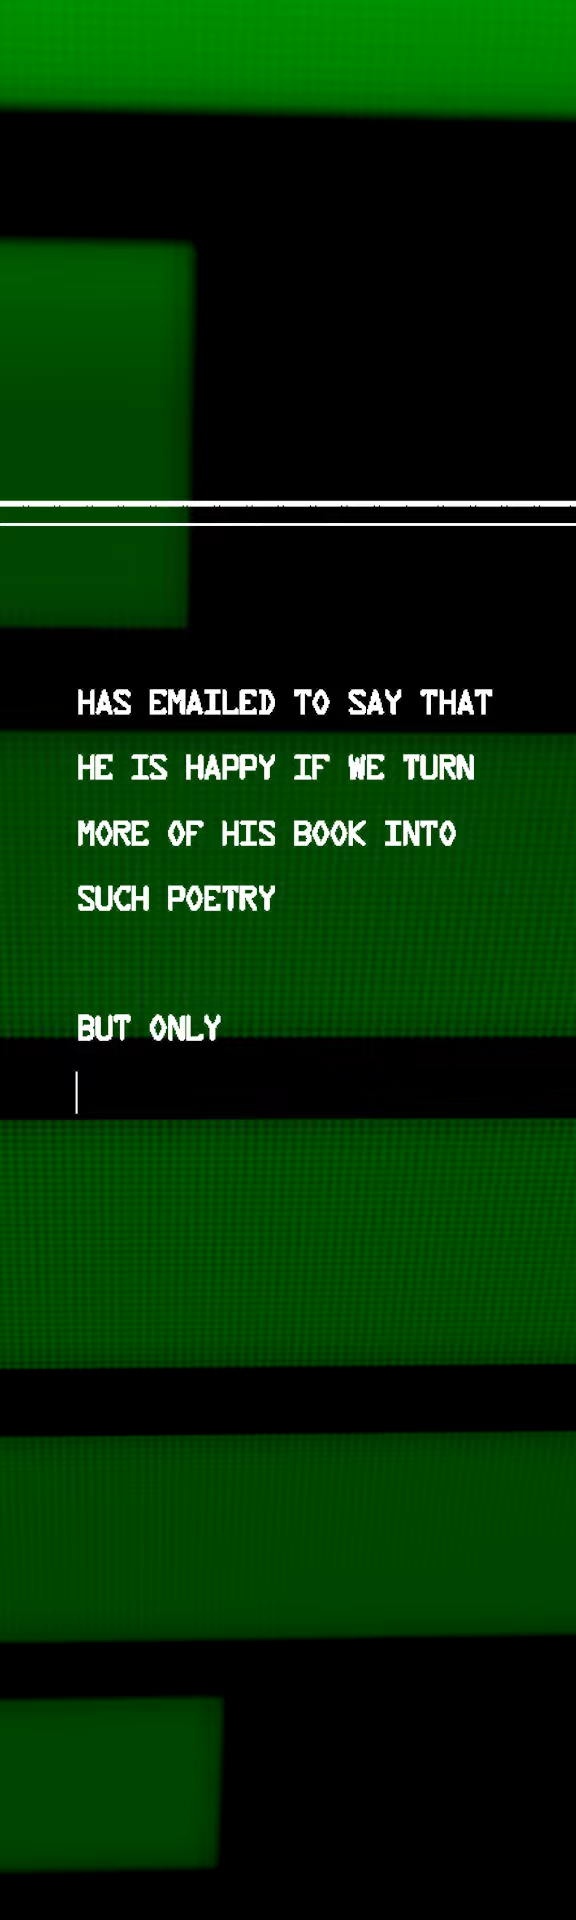 HAS EMAILED TO SAY THAT
HE IS HAPPY IF WE TURN
MORE OF HIS BOOK INTO
SUCH POETRY
BUT ONLY